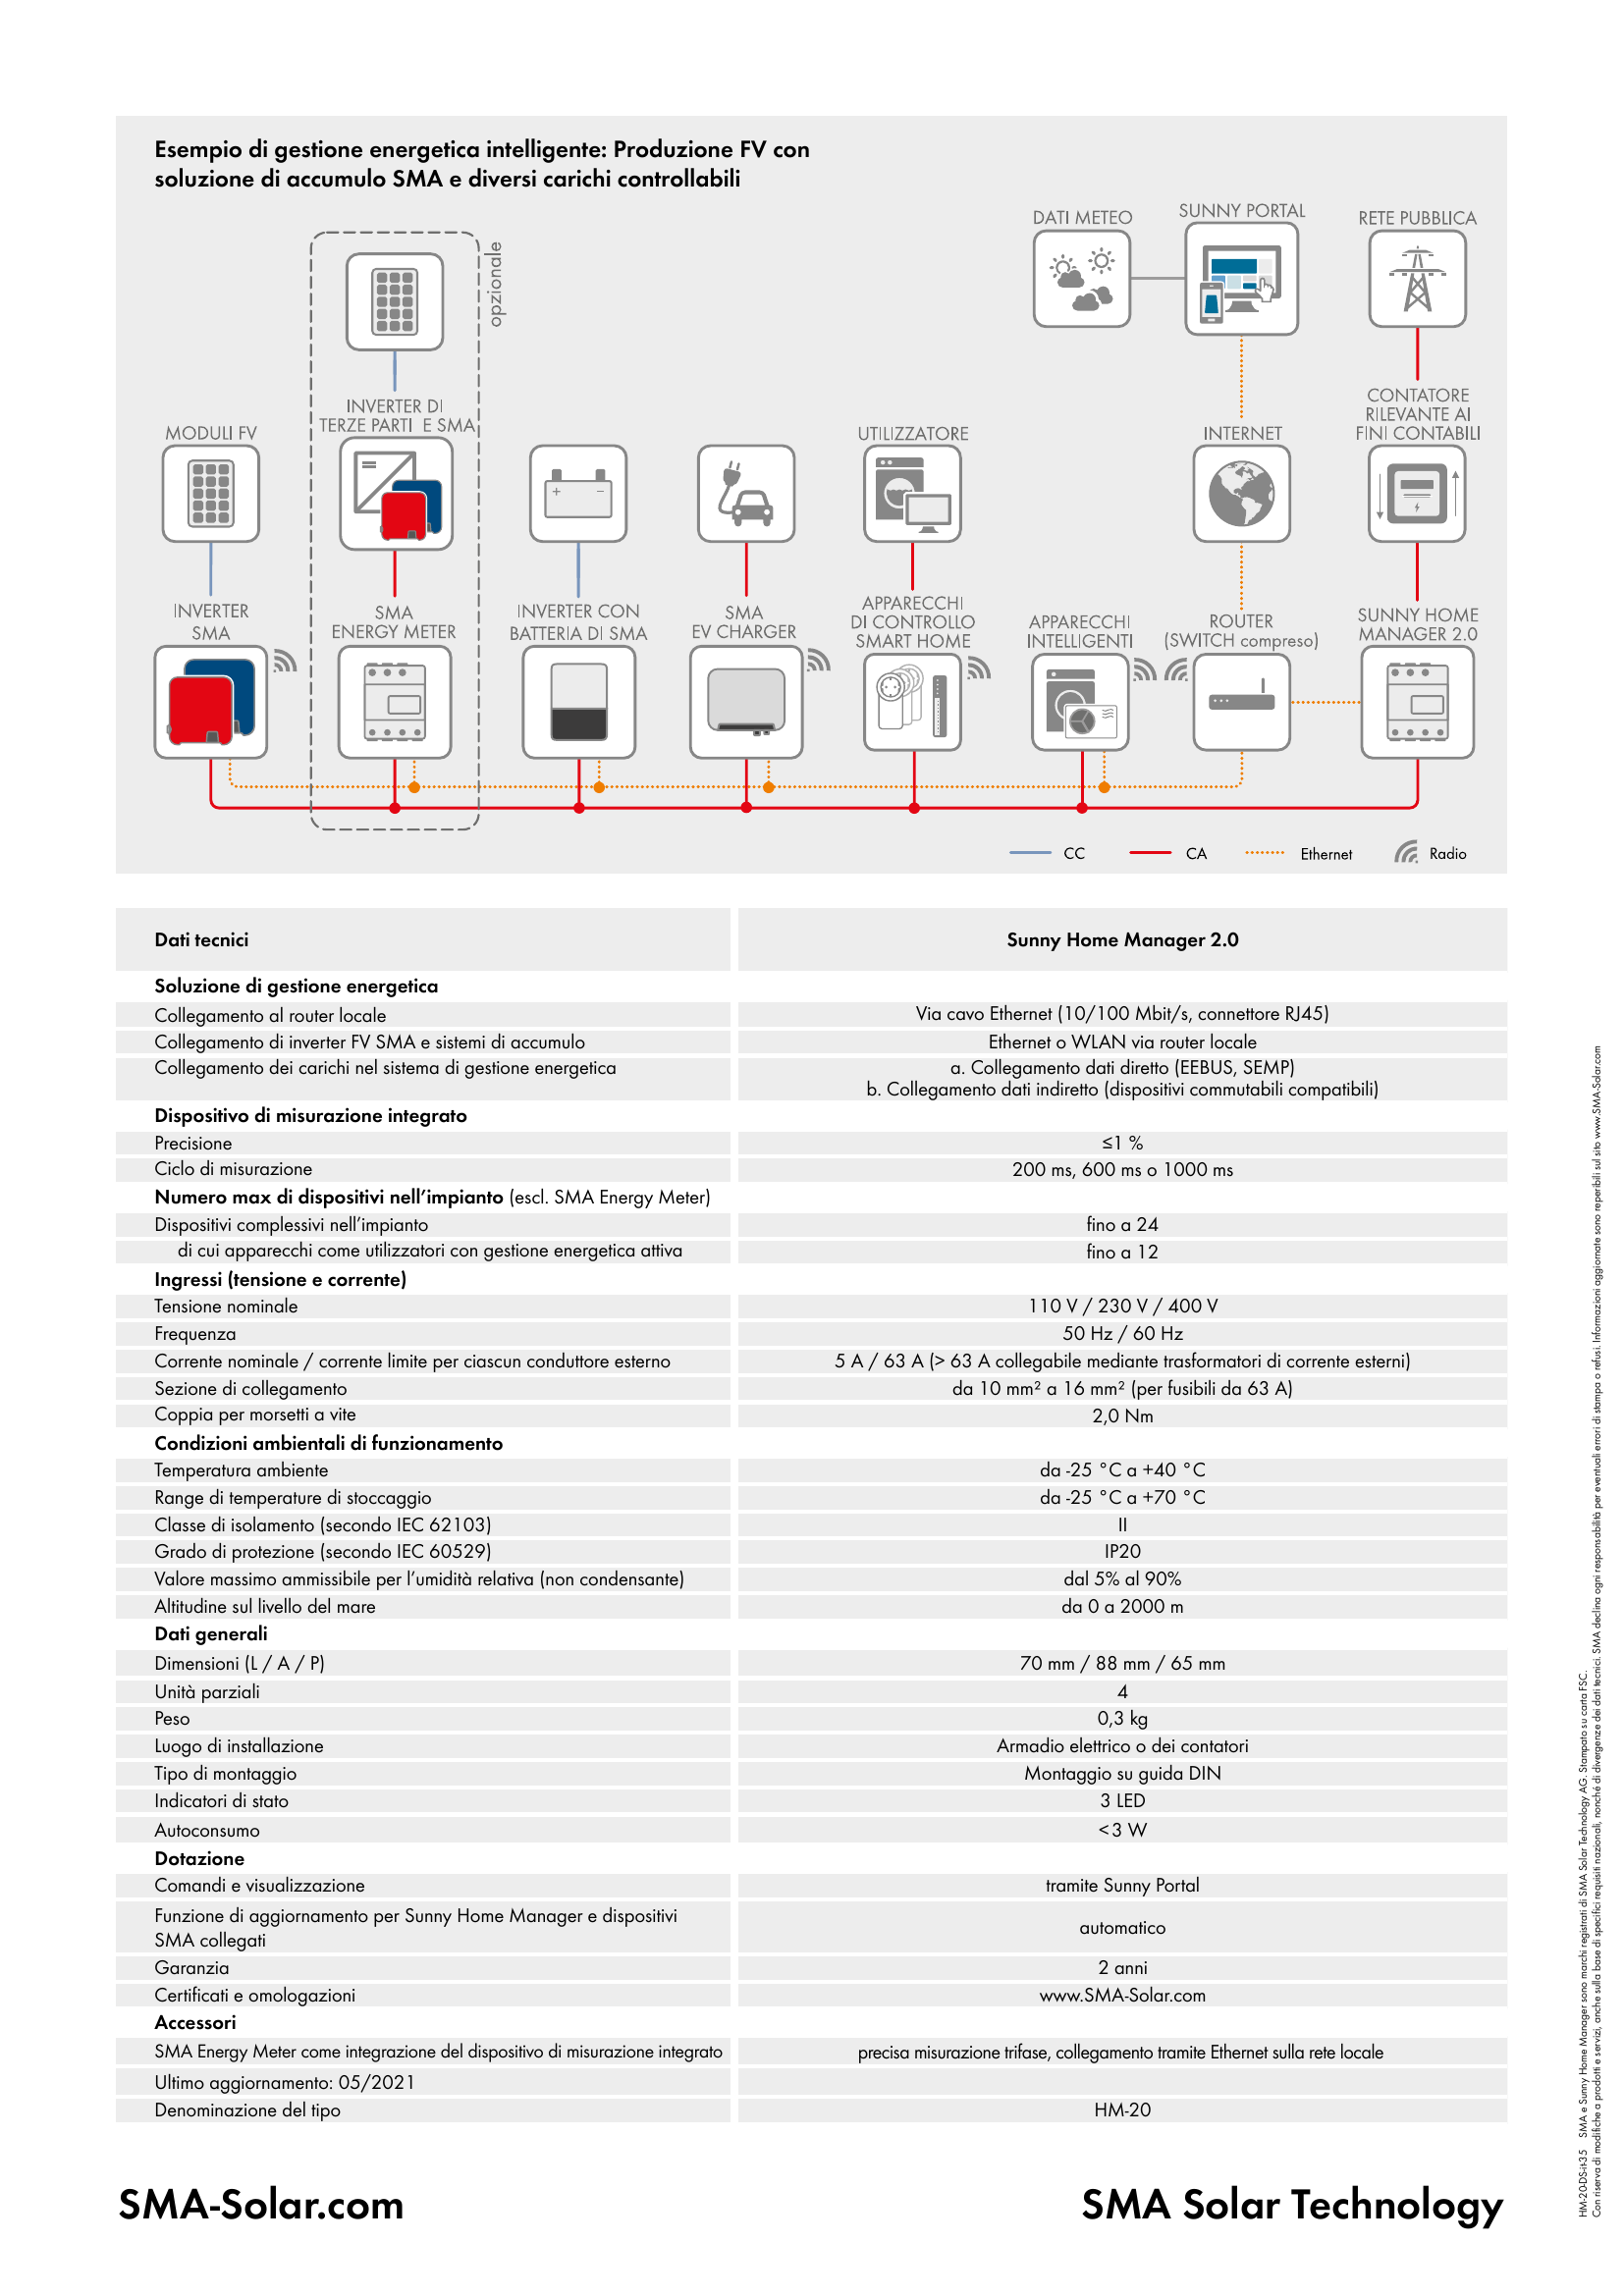 Esempio di gestione energetica intelligente: Produzione FV con
soluzione di accumulo SMA e diversi carichi controllabili
DATI METEO
SUNNY PORTAL
RETE PUBBLICA
opzionale
INVERTER DI
TERZE PARTI E SMA
MODULI FV
UTILIZZATORE
INTERNET
CONTATORE
RILEVANTE AI
FINI CONTABILI
INVERTER
SMA
SMA
ENERGY METER
INVERTER CON
BATTERIA DI SMA
SMA
EV CHARGER
APPARECCHI
DI CONTROLLO
SMART HOME
APPARECCHI
INTELLIGENTI
ROUTER
(SWITCH compreso)
SUNNY HOME
MANAGER 2.0
CC
CA
Ethernet
Radio
Dati tecnici
Sunny Home Manager 2.0
Soluzione di gestione energetica
Collegamento al router locale
Via cavo Ethernet (10/100 Mbit/s, connettore RJ45)
Collegamento di inverter FV SMA e sistemi di accumulo
Ethernet o WLAN via router locale
Collegamento dei carichi nel sistema di gestione energetica
a. Collegamento dati diretto (EEBUS, SEMP)
b. Collegamento dati indiretto (dispositivi commutabili compatibili)
Dispositivo di misurazione integrato
Precisione
≤1 %
Ciclo di misurazione
200 ms, 600 ms o 1000 ms
Numero max di dispositivi nell’impianto (escl. SMA Energy Meter)
Dispositivi complessivi nell’impianto
fino a 24
di cui apparecchi come utilizzatori con gestione energetica attiva
fino a 12
Ingressi (tensione e corrente)
Tensione nominale
110 V / 230 V / 400 V
Frequenza
50 Hz / 60 Hz
Corrente nominale / corrente limite per ciascun conduttore esterno
5 A / 63 A (> 63 A collegabile mediante trasformatori di corrente esterni)
Sezione di collegamento
da 10 mm² a 16 mm² (per fusibili da 63 A)
Coppia per morsetti a vite
2,0 Nm
Condizioni ambientali di funzionamento
Temperatura ambiente
da -25 °C a +40 °C
Range di temperature di stoccaggio
da -25 °C a +70 °C
Classe di isolamento (secondo IEC 62103)
II
Grado di protezione (secondo IEC 60529)
IP20
Valore massimo ammissibile per l’umidità relativa (non condensante)
dal 5% al 90%
Altitudine sul livello del mare
da 0 a 2000 m
Dati generali
Dimensioni (L / A / P)
70 mm / 88 mm / 65 mm
Unità parziali
4
Peso
0,3 kg
Luogo di installazione
Armadio elettrico o dei contatori
Tipo di montaggio
Montaggio su guida DIN
Indicatori di stato
3 LED
Autoconsumo
<3 W
Dotazione
Comandi e visualizzazione
tramite Sunny Portal
Funzione di aggiornamento per Sunny Home Manager e dispositivi
SMA collegati
automatico
Garanzia
2 anni
Certificati e omologazioni
www.SMA-Solar.com
Accessori
SMA Energy Meter come integrazione del dispositivo di misurazione integrato
precisa misurazione trifase, collegamento tramite Ethernet sulla rete locale
Ultimo aggiornamento: 05/2021
Denominazione del tipo
HM-20
SMA-Solar.com
SMA Solar Technology
HM-20-DS-it-35 SMA e Sunny Home Manager sono marchi registrati di SMA Solar Technology AG. Stampato su carta FSC.
Con riserva di modifiche a prodotti e servizi, anche sulla base di specifici requisiti nazionali, nonché di divergenze dei dati tecnici. SMA declina ogni responsabilità per eventuali errori di stampa o refusi. Informazioni aggiornate sono reperibili sul sito www.SMA-Solar.com